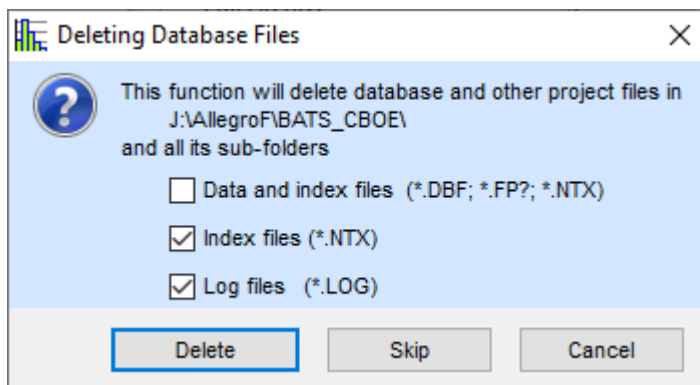 Deleting Database Files
This function will delete database and other project files in
J:\AllegroF\BATS_CBOE\
and all its sub-folders
Data and index files (*.DBF; *.FP?; *.NTX)
Index files (*.NTX)
Log files (*.LOG)
Delete Skip Cancel